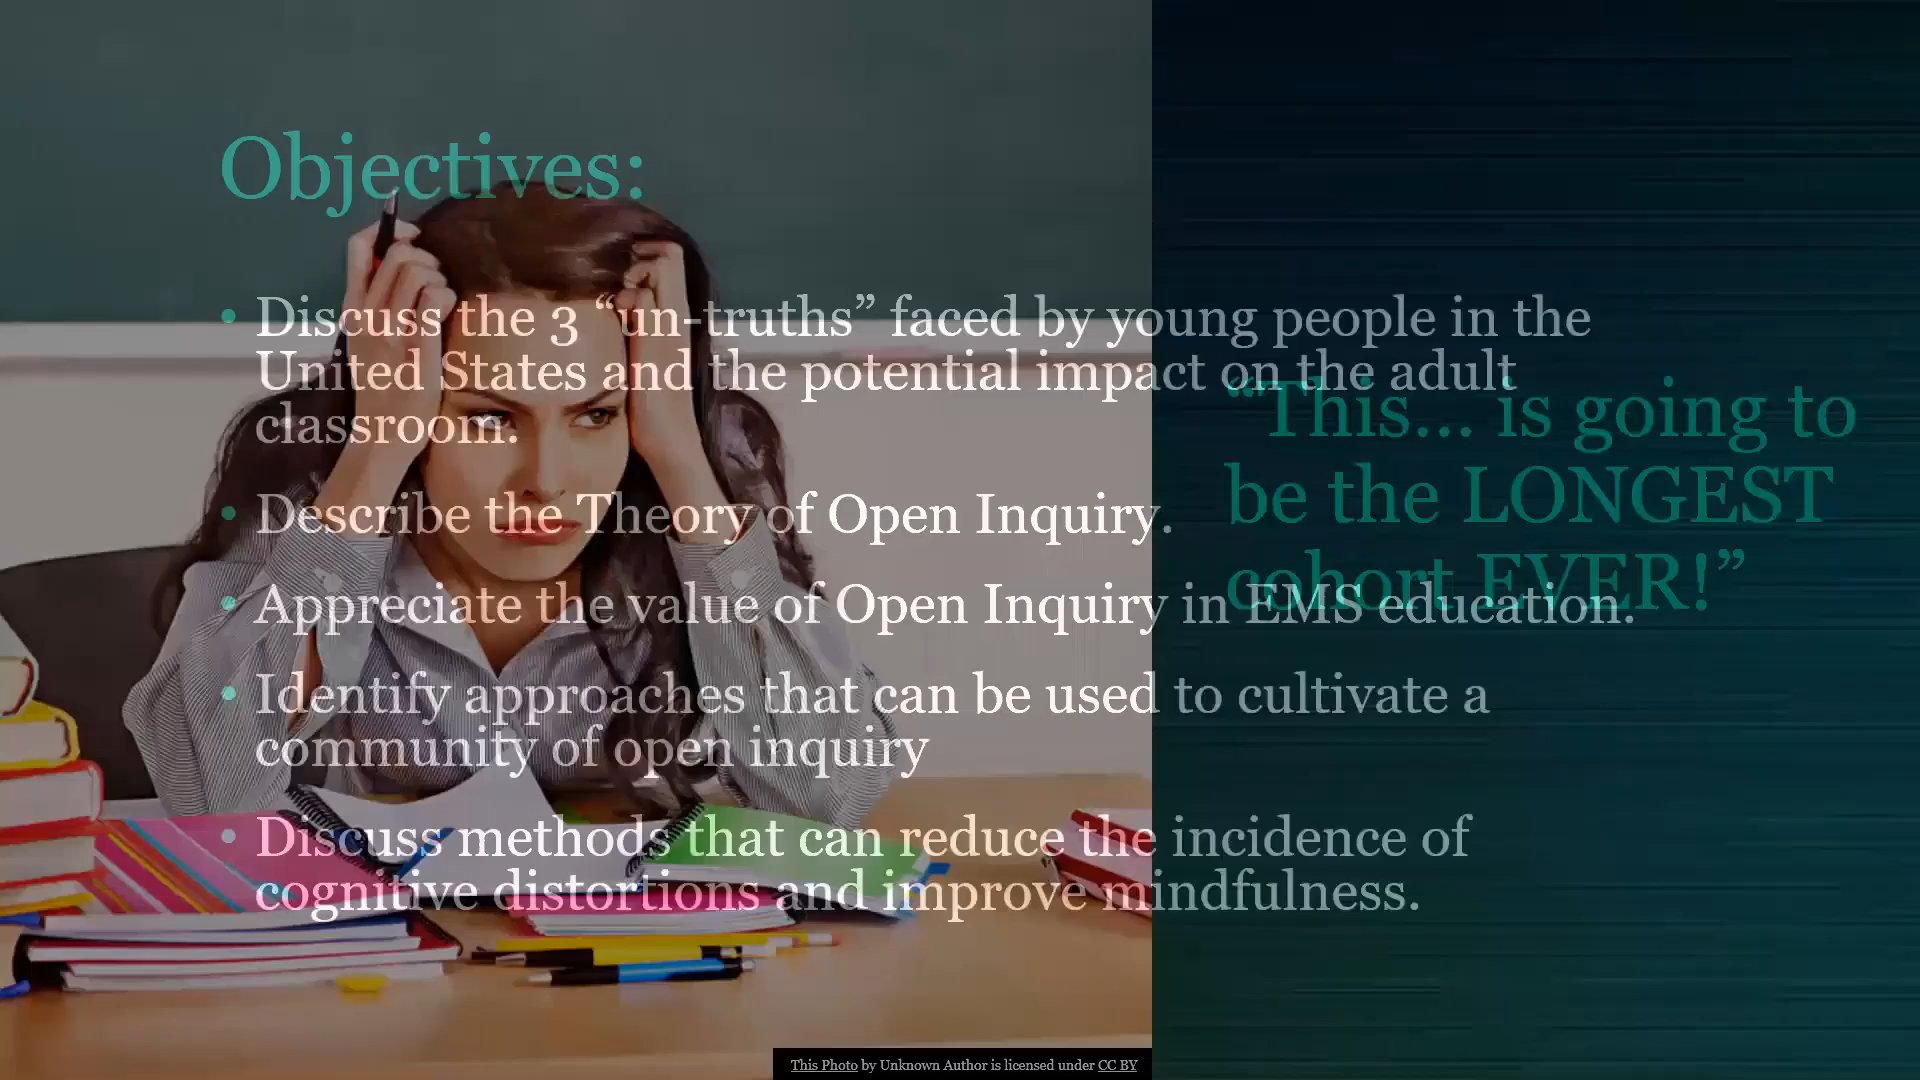 Objectives:
• Discuss the 3 “un-truths” faced by young people in the
United States and the potential impact on the adult
classroom.
• Describe the Theory of Open Inquiry.
• Appreciate the value of Open Inquiry in EMS education.
• Identify approaches that can be used to cultivate a
community of open inquiry
• Discuss methods that can reduce the incidence of
cognitive distortions and improve mindfulness.
“This... is going to
be the LONGEST
cohort EVER!”
This Photo by Unknown Author is licensed under CC BY